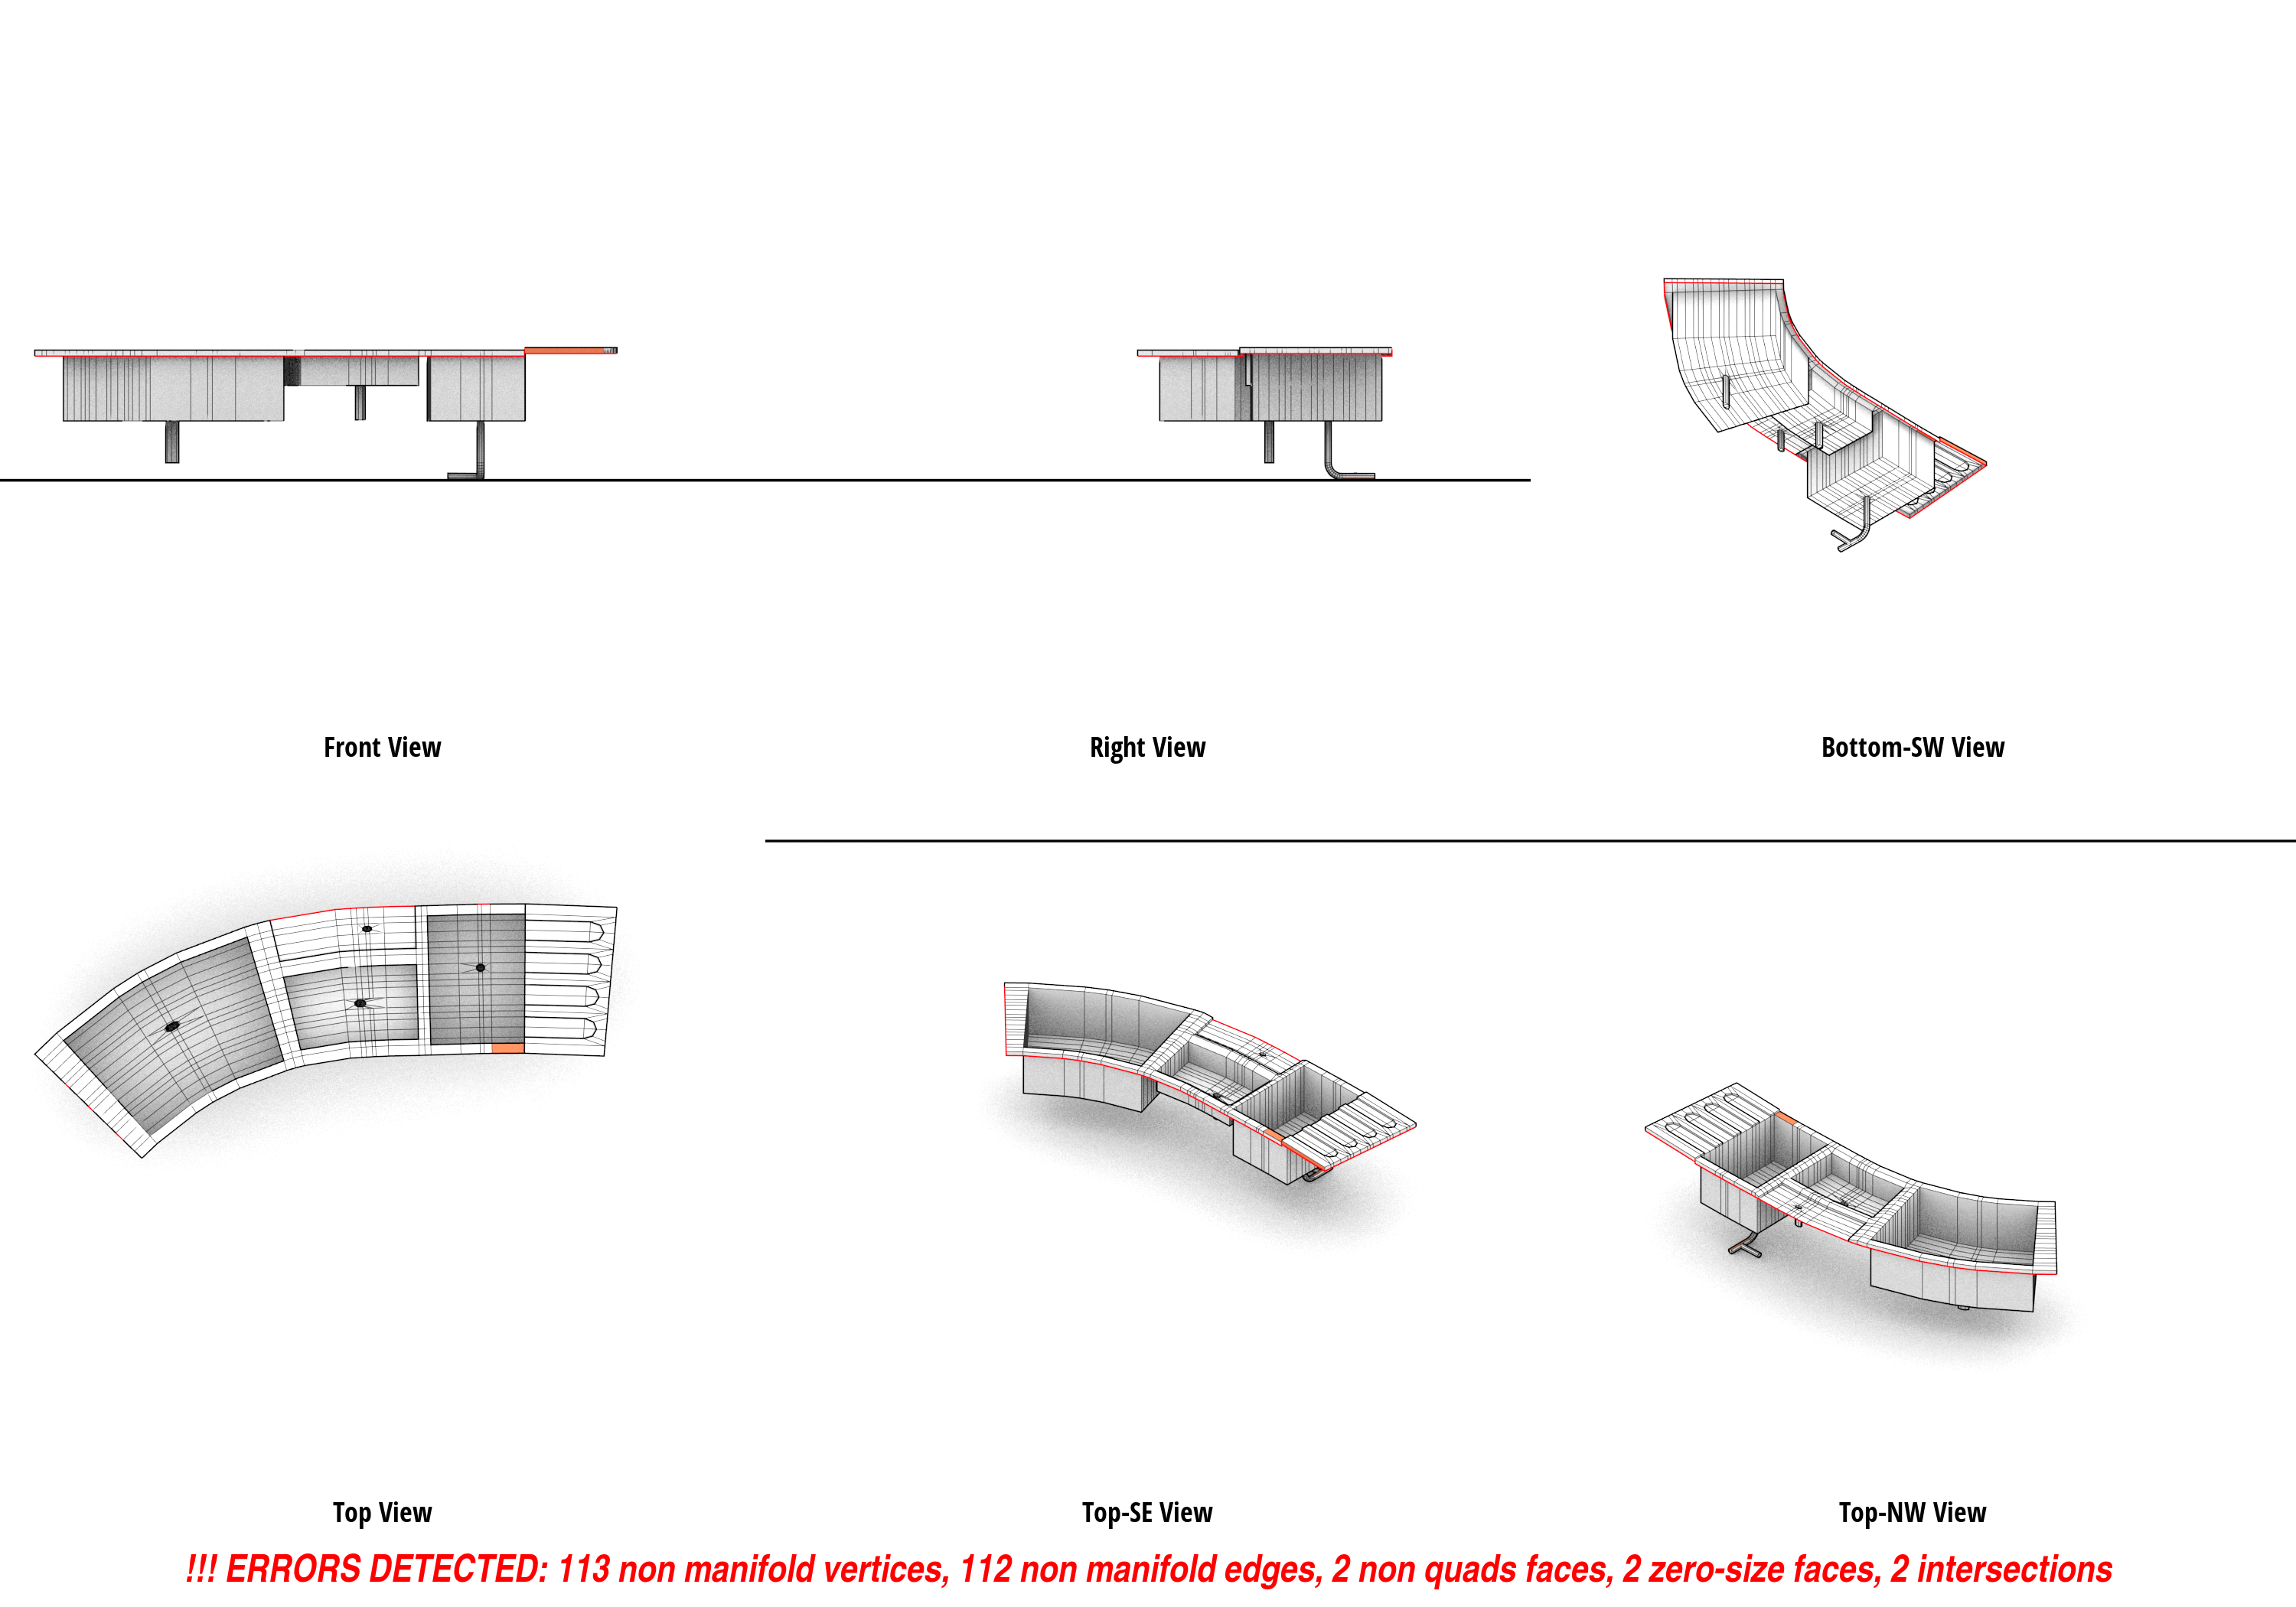 Front View
Right View
Bottom-SW View
Top View
Top-SE View
Top-NW View
!!! ERRORS DETECTED: 113 non manifold vertices, 112 non manifold edges, 2 non quads faces, 2 zero-size faces, 2 intersections